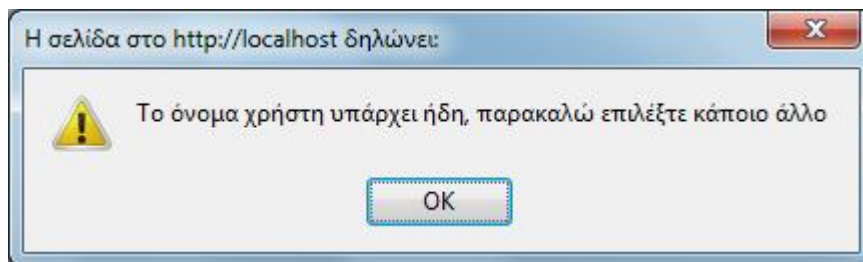 Η σελίδα στο http://localhost δηλώνει:
Το όνομα χρήστη υπάρχει ήδη, παρακαλώ επιλέξτε κάποιο άλλο
OK